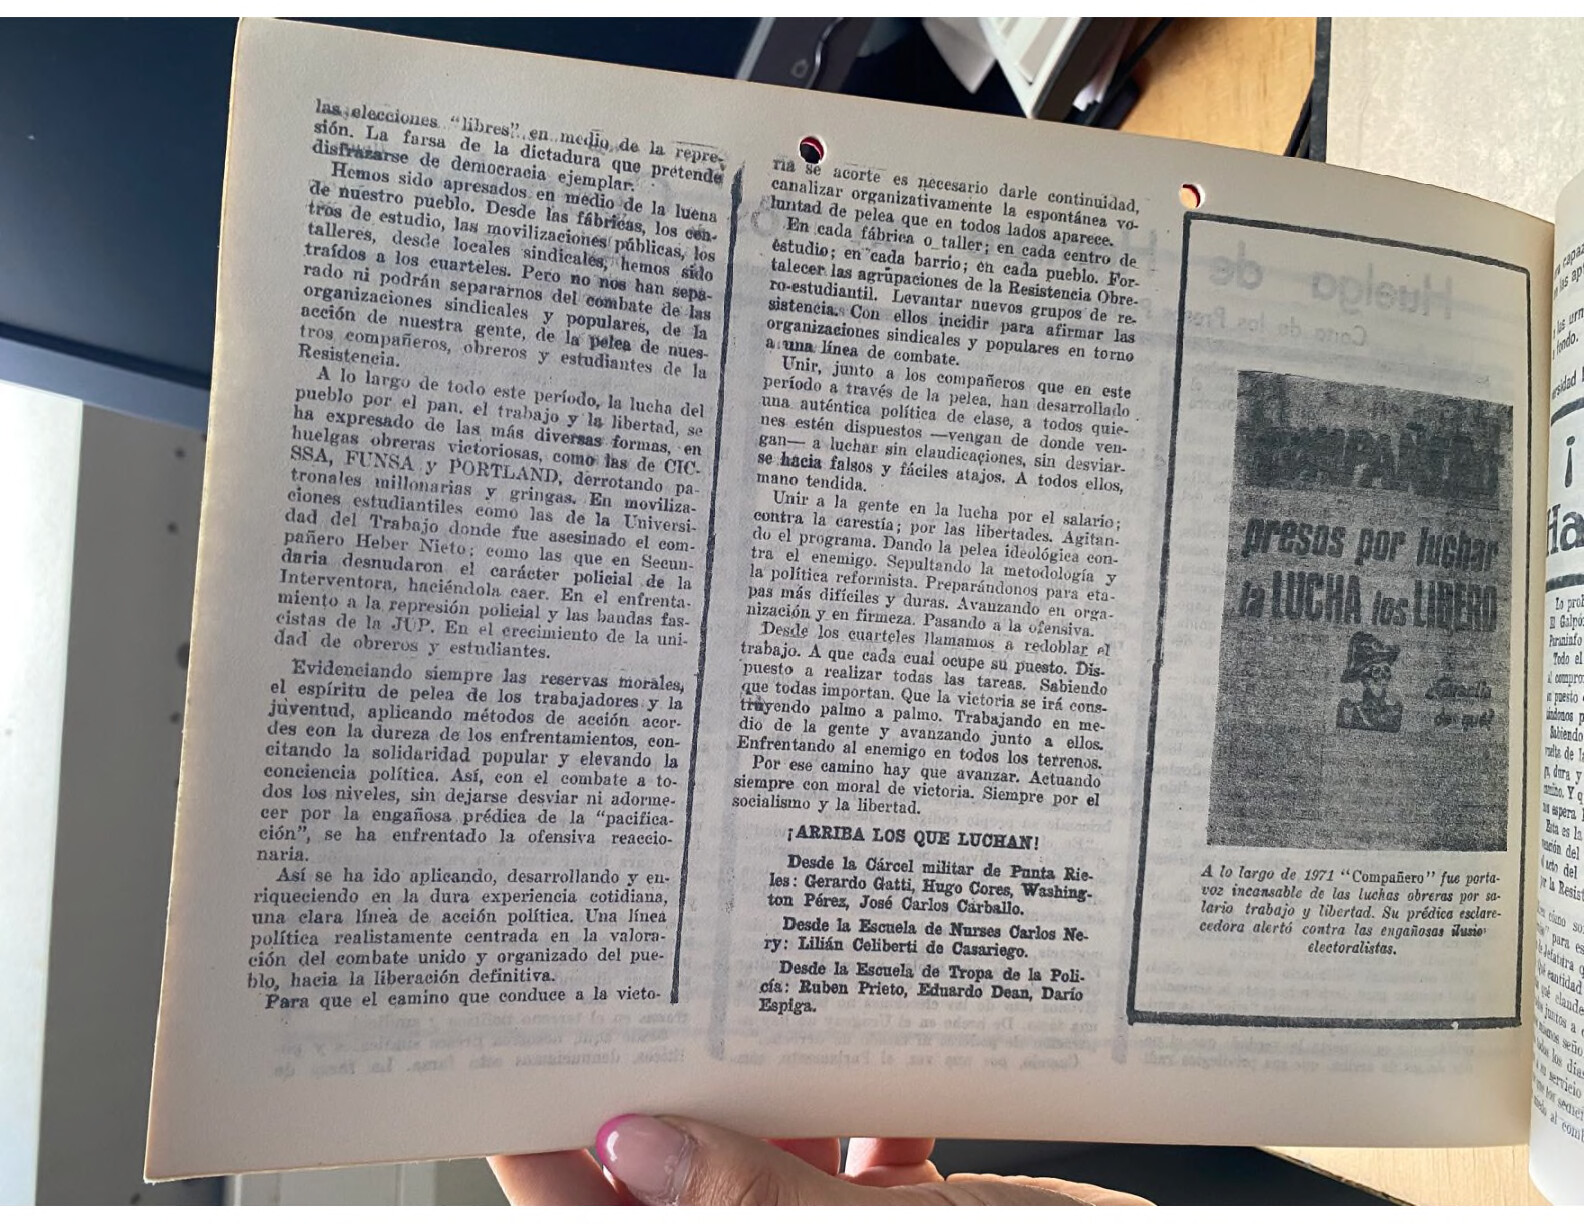 las elecciones "libres" en medio de la repre-
sión. La farsa de la dictadura que pretende
disfrazarse de democracia ejemplar.
Hemos sido apresados en medio de la lucna
de nuestro pueblo. Desde las fábricas, los cen-
tros de estudio, las movilizaciones públicas, los
talleres, desde locales sindicales, hemos sido
traídos a los cuarteles. Pero no nos han sepa-
rado ni podrán separarnos del combate de las
organizaciones sindicales y populares, de la
acción de nuestra gente, de la pelea de nues-
tros compañeros, obreros y estudiantes de la
Resistencia.
A lo largo de todo este período, la lucha del
pueblo por el pan, el trabajo y la libertad, se
ha expresado de las más diversas formas, en
huelgas obreras victoriosas, como las de CIC-
SSA, FUNSA y PORTLAND, derrotando pa-
tronales millonarias y gringas. En moviliza-
ciones estudiantiles como las de la Universi-
dad del Trabajo donde fue asesinado el com-
pañero Heber Nieto; como las que en Secun-
daria desnudaron el carácter policial de la
Interventora, haciéndola caer. En el enfrenta-
miento a la represión policial y las bandas fas-
cistas de la JUP. En el crecimiento de la uni-
dad de obreros y estudiantes.
Evidenciando siempre las reservas morales,
el espíritu de pelea de los trabajadores y la
juventud, aplicando métodos de acción acor-
des con la dureza de los enfrentamientos, con-
citando la solidaridad popular y elevando la
conciencia política. Así, con el combate a to-
dos los niveles, sin dejarse desviar ni adorme-
cer por la engañosa prédica de la "pacifica-
ción", se ha enfrentado la ofensiva reaccio-
naria.
Así se ha ido aplicando, desarrollando y en-
riqueciendo en la dura experiencia cotidiana,
una clara línea de acción política. Una línea
política realistamente centrada en la valora-
ción del combate unido y organizado del pue-
blo, hacia la liberación definitiva.
Para que el camino que conduce a la victo-
ria se acorte es necesario darle continuidad,
canalizar organizativamente la espontánea vo-
luntad de pelea que en todos lados aparece.
En cada fábrica o taller; en cada centro de
estudio; en cada barrio; en cada pueblo. For-
talecer las agrupaciones de la Resistencia Obre-
ro-estudiantil. Levantar nuevos grupos de re-
sistencia. Con ellos incidir para afirmar las
organizaciones sindicales y populares en torno
a una línea de combate.
Unir, junto a los compañeros que en este
período a través de la pelea, han desarrollado
una auténtica política de clase, a todos quie-
nes estén dispuestos —vengan de donde ven-
gan— a luchar sin claudicaciones, sin desviar-
se hacia falsos y fáciles atajos. A todos ellos,
mano tendida.
Unir a la gente en la lucha por el salario;
contra la carestía; por las libertades. Agitan-
do el programa. Dando la pelea ideológica con-
tra el enemigo. Sepultando la metodología y
la política reformista. Preparándonos para eta-
pas más difíciles y duras. Avanzando en orga-
nización y en firmeza. Pasando a la ofensiva.
Desde los cuarteles llamamos a redoblar el
trabajo. A que cada cual ocupe su puesto. Dis-
puesto a realizar todas las tareas. Sabiendo
que todas importan. Que la victoria se irá cons-
truyendo palmo a palmo. Trabajando en me-
dio de la gente y avanzando junto a ellos.
Enfrentando al enemigo en todos los terrenos.
Por ese camino hay que avanzar. Actuando
siempre con moral de victoria. Siempre por el
socialismo y la libertad.
¡ARRIBA LOS QUE LUCHAN!
Desde la Cárcel militar de Punta Rie-
les: Gerardo Gatti, Hugo Cores, Washing-
ton Pérez, José Carlos Carballo.
Desde la Escuela de Nurses Carlos Ne-
ry: Lilián Celiberti de Casariego.
Desde la Escuela de Tropa de la Poli-
cía: Ruben Prieto, Eduardo Dean, Darío
Espiga.
COMPAÑERO
presos por luchar
la LUCHA los LIBERO
A lo largo de 1971 "Compañero" fue porta-
voz incansable de las luchas obreras por sa-
lario trabajo y libertad. Su prédica esclare-
cedora alertó contra las engañosas ilusio
electoralistas.